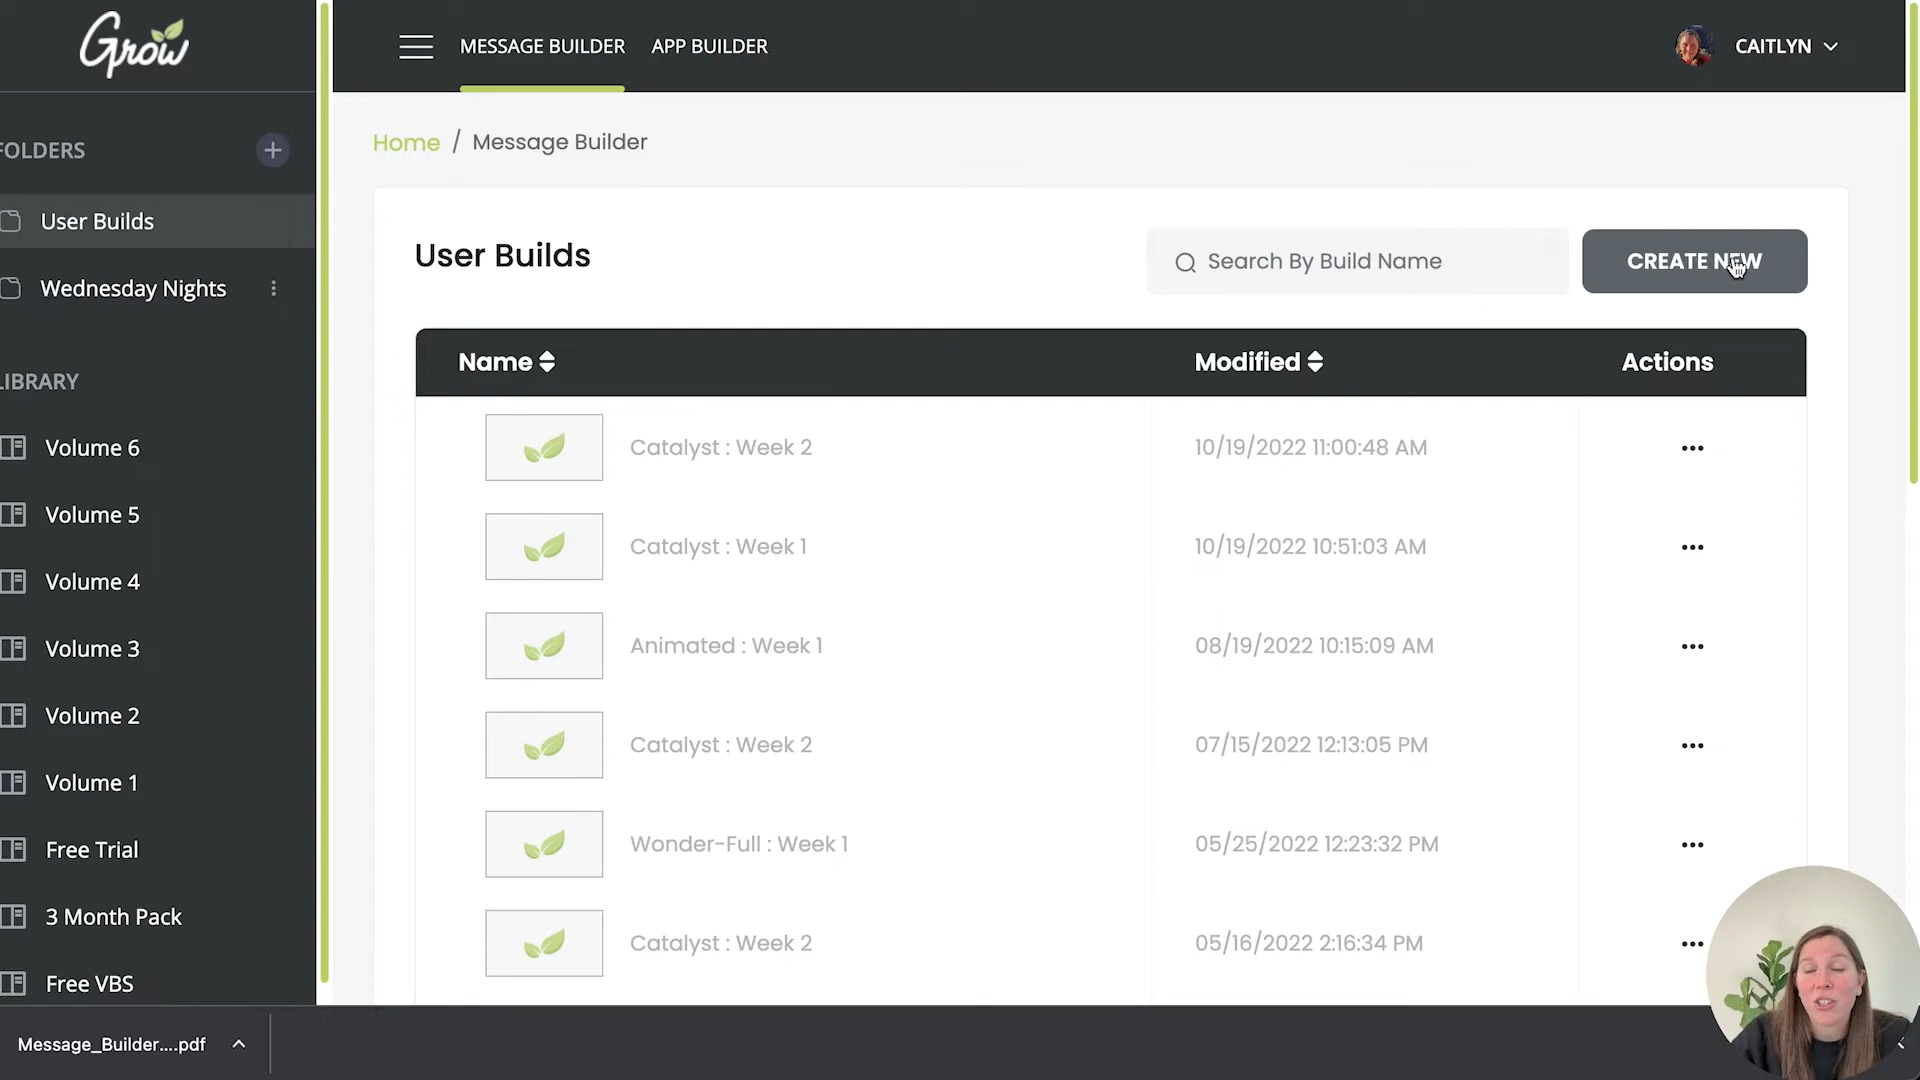 Grow
MESSAGE BUILDER
APP BUILDER
CAITLYN
FOLDERS
User Builds
Wednesday Nights
LIBRARY
Volume 6
Volume 5
Volume 4
Volume 3
Volume 2
Volume 1
Free Trial
3 Month Pack
Free VBS
Home / Message Builder
User Builds
Search By Build Name
CREATE NEW
Name Modified Actions
Catalyst : Week 2 10/19/2022 11:00:48 AM
Catalyst : Week 1 10/19/2022 10:51:03 AM
Animated : Week 1 08/19/2022 10:15:09 AM
Catalyst : Week 2 07/15/2022 12:13:05 PM
Wonder-Full : Week 1 05/25/2022 12:23:32 PM
Catalyst : Week 2 05/16/2022 2:16:34 PM
Message_Builder....pdf